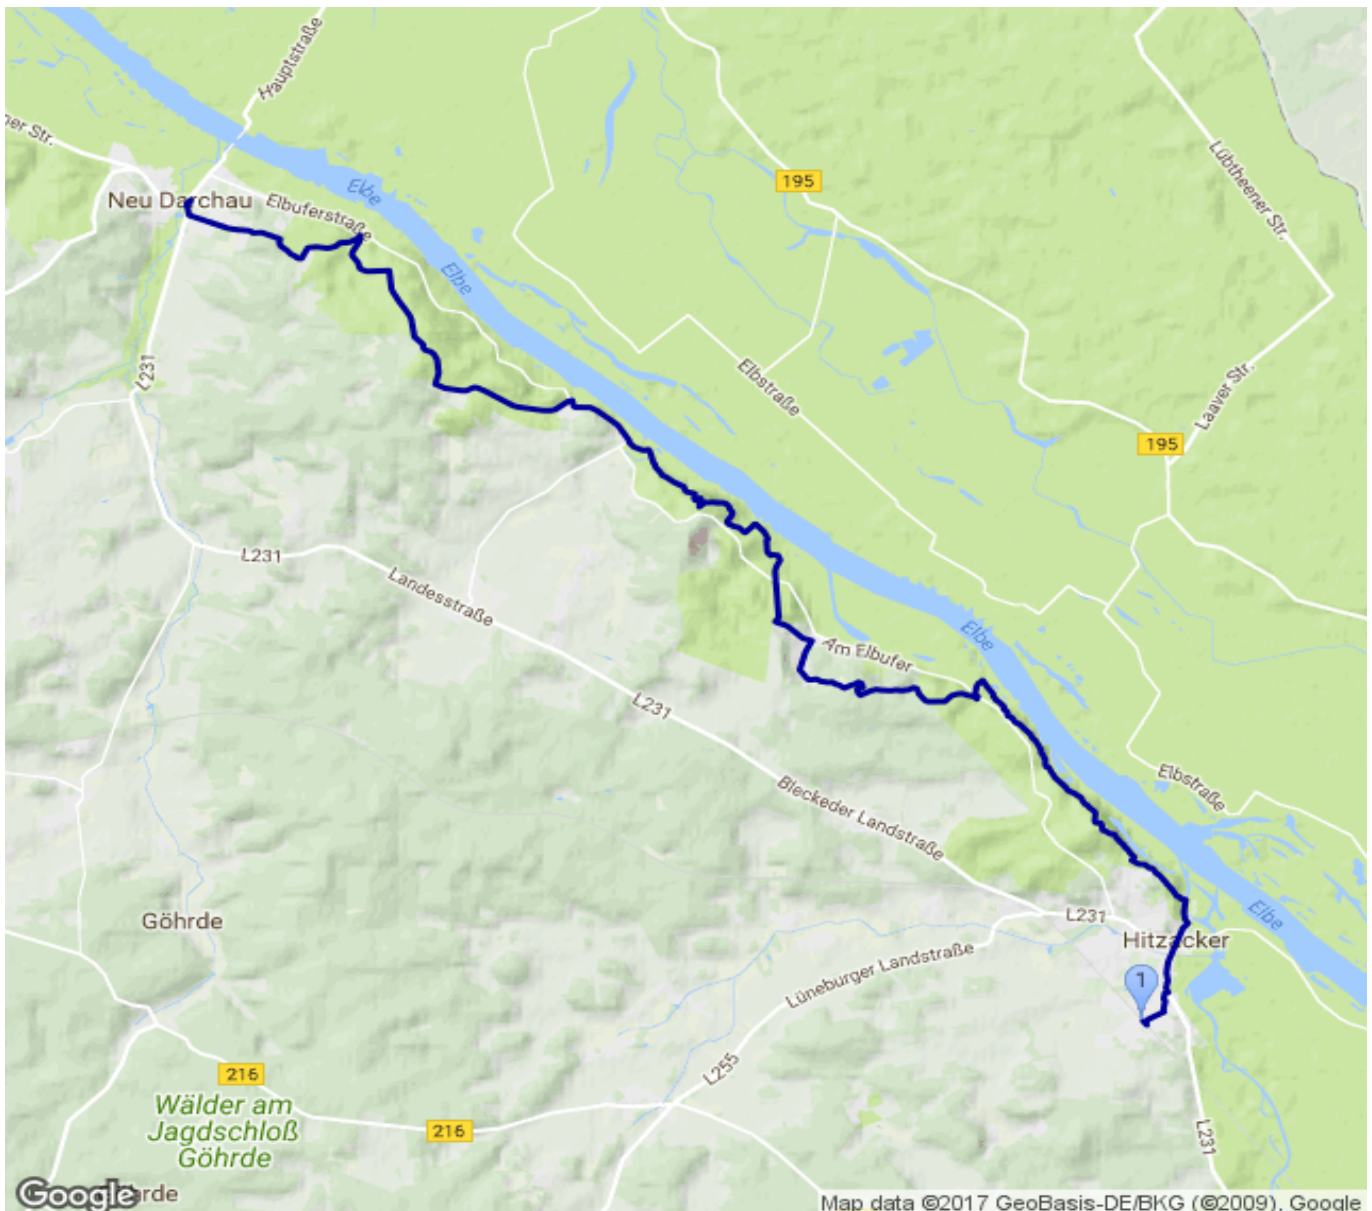 Hauptstraße
ner Str.
195
Lübtheener Str.
Elbe
Neu Darchau
Elbuferstraße
Elbe
L231
Elbstraße
Laaver Str.
195
L231
Landesstraße
Elbe
Am Elbufer
L231
Elbstraße
Bleckeder Landstraße
Göhrde
L231
Elbe
Hitzacker
Lüneburger Landstraße
1
L255
216
Wälder am
Jagdschloß
Göhrde
216
L231
Google
Map data ©2017 GeoBasis-DE/BKG (©2009), Google